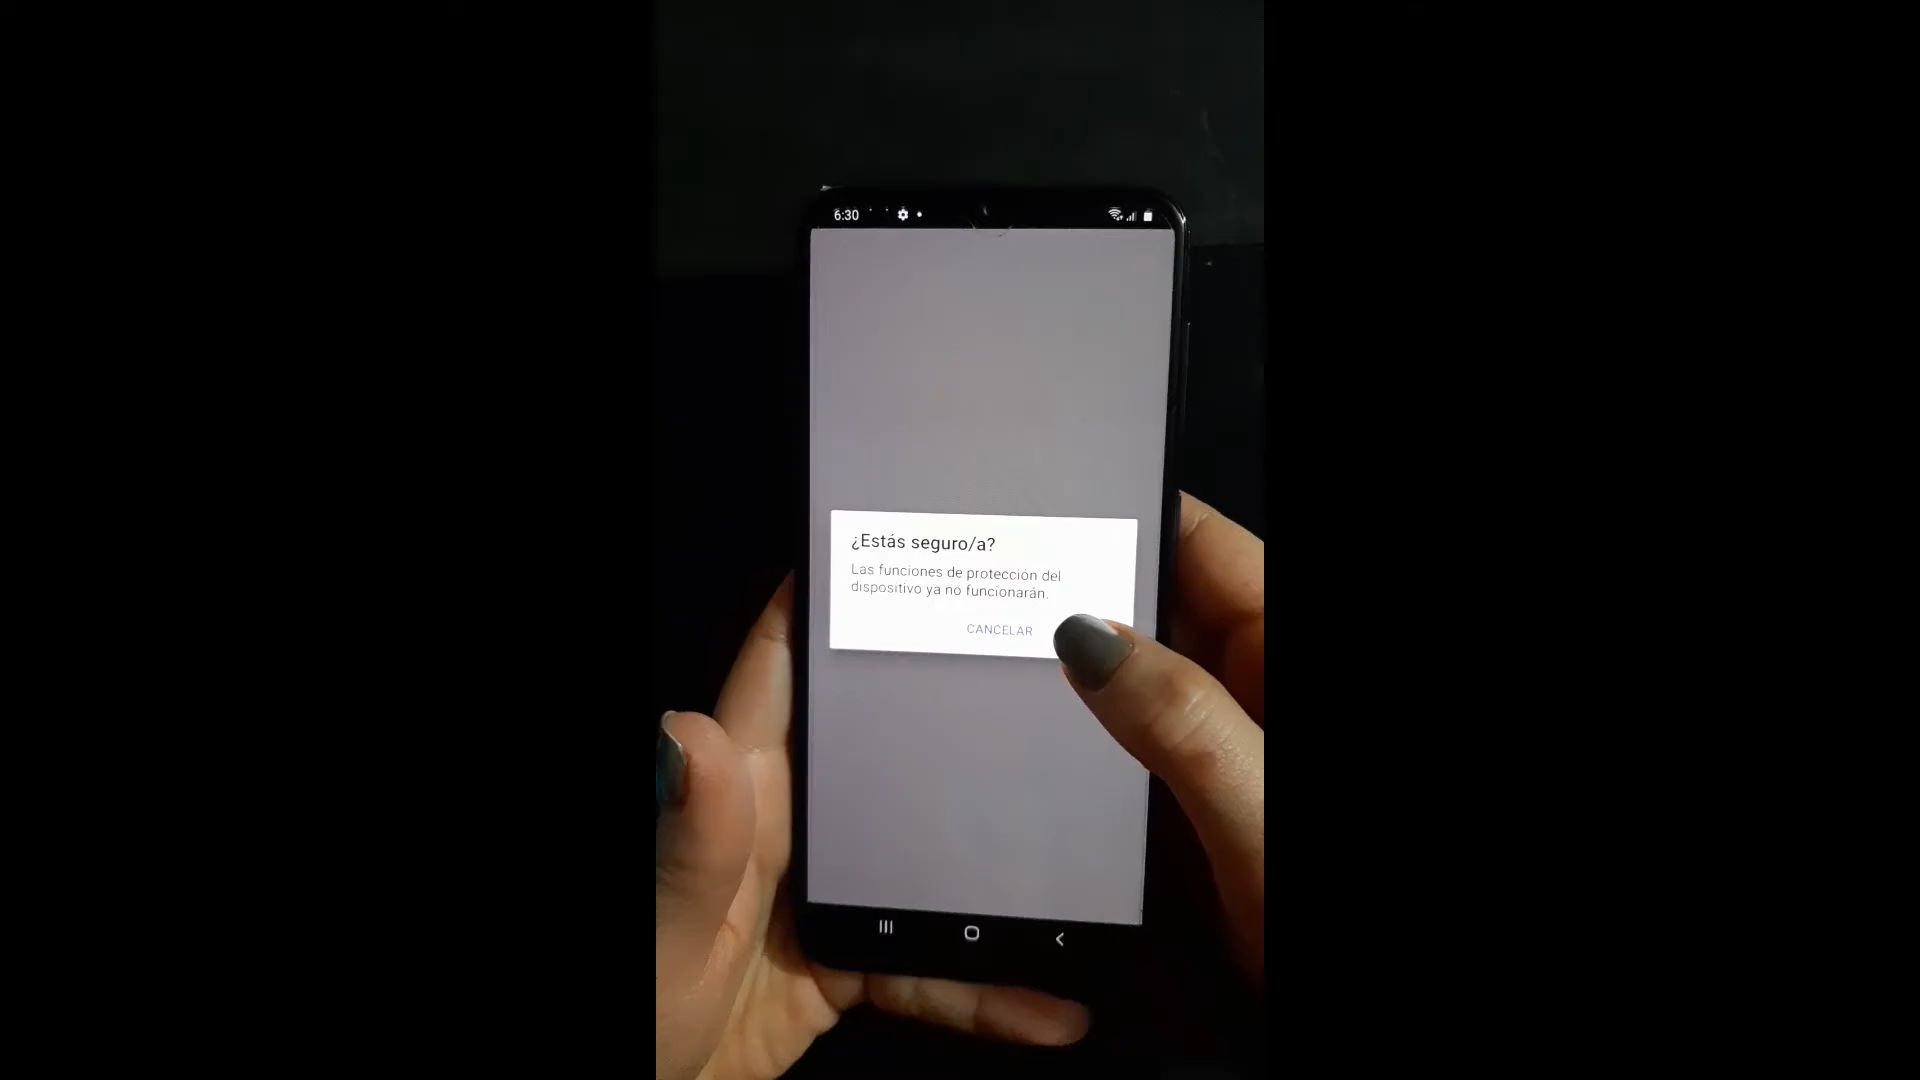 6:30
¿Estás seguro/a?
Las funciones de protección del
dispositivo ya no funcionarán.
CANCELAR